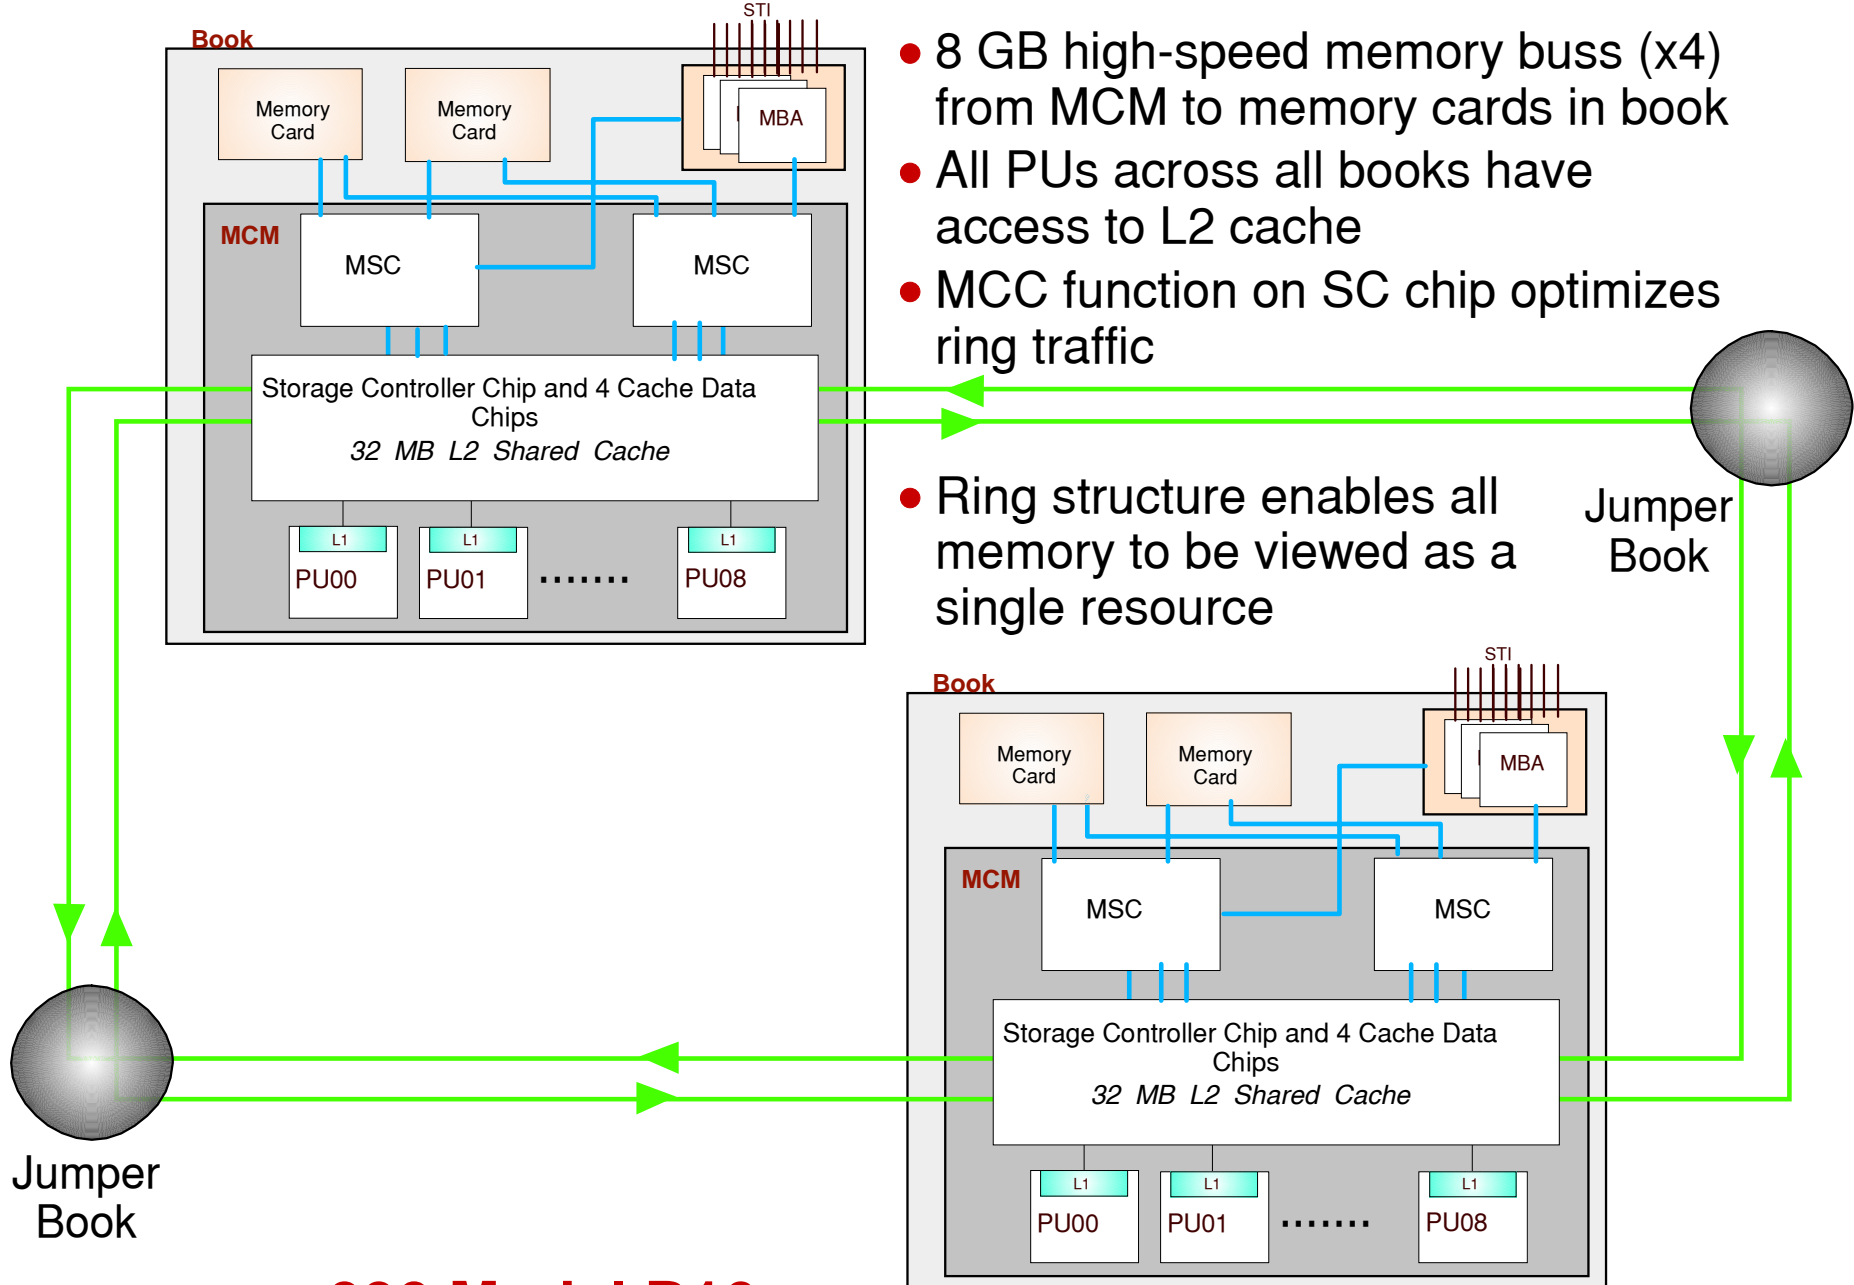 STI
Book
Memory
Card
Memory
Card
MBA
MCM
MSC
MSC
Storage Controller Chip and 4 Cache Data
Chips
32 MB L2 Shared Cache
L1
L1
L1
PU00
PU01
.......
PU08
• 8 GB high-speed memory buss (x4)
from MCM to memory cards in book
• All PUs across all books have
access to L2 cache
• MCC function on SC chip optimizes
ring traffic
• Ring structure enables all
memory to be viewed as a
single resource
Jumper
Book
STI
Book
Memory
Card
Memory
Card
MBA
MCM
MSC
MSC
Storage Controller Chip and 4 Cache Data
Chips
32 MB L2 Shared Cache
L1
L1
L1
PU00
PU01
.......
PU08
Jumper
Book